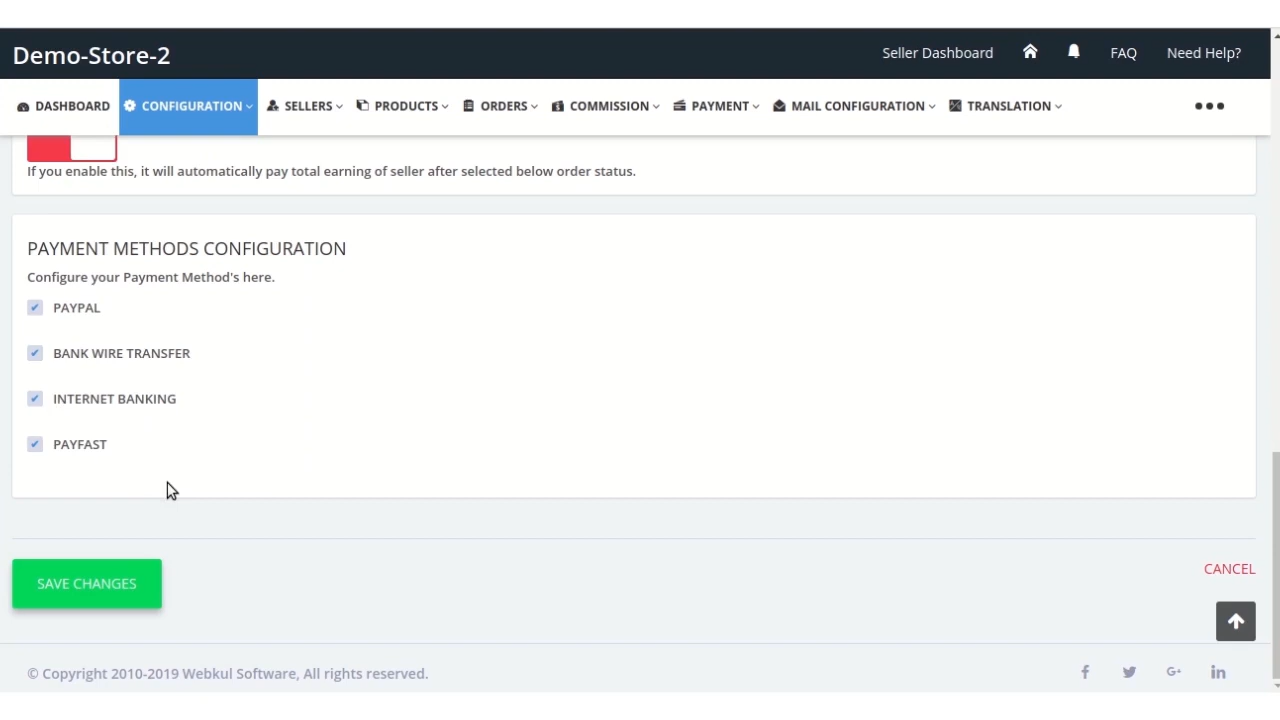 Demo-Store-2
Seller Dashboard FAQ Need Help?
DASHBOARD CONFIGURATION SELLERS PRODUCTS ORDERS COMMISSION PAYMENT MAIL CONFIGURATION TRANSLATION
If you enable this, it will automatically pay total earning of seller after selected below order status.
PAYMENT METHODS CONFIGURATION
Configure your Payment Method's here.
PAYPAL
BANK WIRE TRANSFER
INTERNET BANKING
PAYFAST
SAVE CHANGES
CANCEL
© Copyright 2010-2019 Webkul Software, All rights reserved.